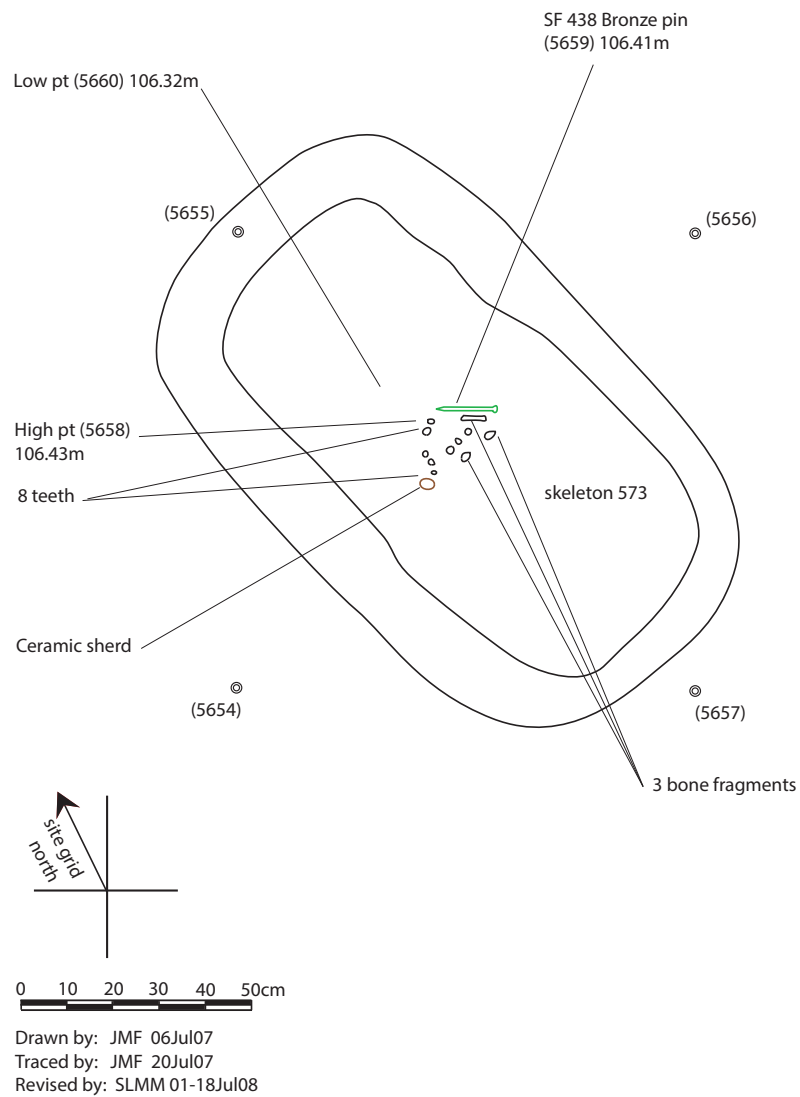 SF 438 Bronze pin
(5659) 106.41m
Low pt (5660) 106.32m
(5655)
(5656)
High pt (5658)
106.43m
8 teeth
skeleton 573
Ceramic sherd
(5654)
(5657)
3 bone fragments
site grid
north
0 10 20 30 40 50cm
Drawn by: JMF 06Jul07
Traced by: JMF 20Jul07
Revised by: SLMM 01-18Jul08